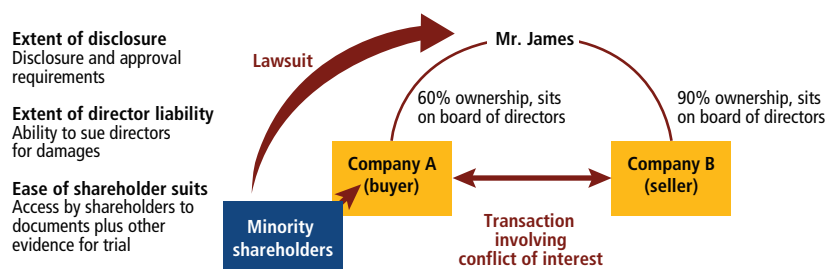 Extent of disclosure
Disclosure and approval
requirements
Extent of director liability
Ability to sue directors
for damages
Ease of shareholder suits
Access by shareholders to
documents plus other
evidence for trial
Lawsuit
Mr. James
60% ownership, sits
on board of directors
90% ownership, sits
on board of directors
Company A
(buyer)
Company B
(seller)
Minority
shareholders
Transaction
involving
conflict of interest